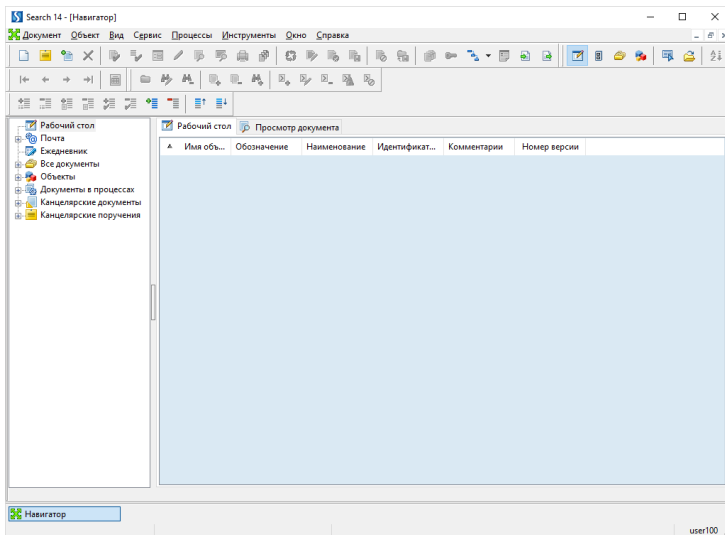 Search 14 - [Навигатор]
Документ Объект Вид Сервис Процессы Инструменты Окно Справка
Рабочий стол
Почта
Ежедневник
Все документы
Объекты
Документы в процессах
Канцелярские документы
Канцелярские поручения
Рабочий стол Просмотр документа
Имя объ... Обозначение Наименование Идентификат... Комментарии Номер версии
Навигатор
user100